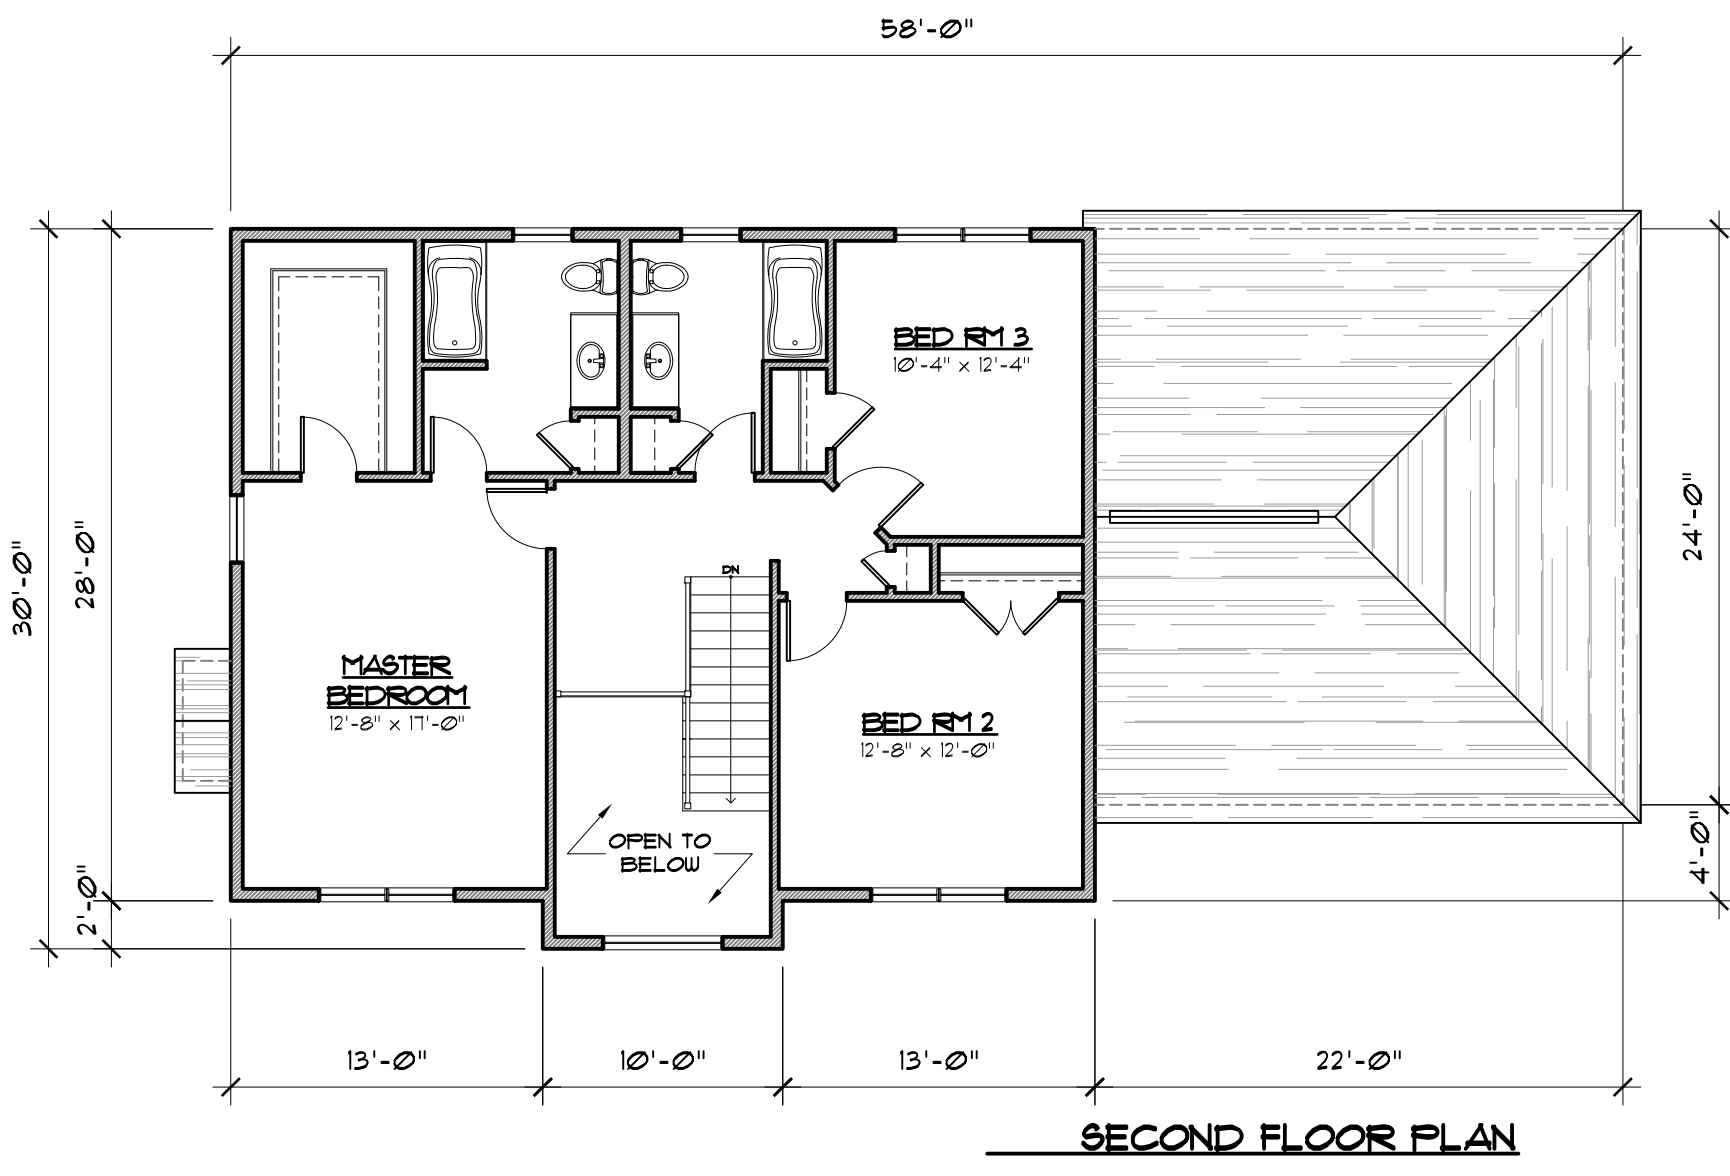 58'-0"
BED RM 3
10'-4" x 12'-4"
24'-0"
28'-0"
30'-0"
DN
MASTER
BEDROOM
12'-8" x 17'-0"
BED RM 2
12'-8" x 12'-0"
OPEN TO
BELOW
4'-0"
2'-0"
13'-0"
10'-0"
13'-0"
22'-0"
SECOND FLOOR PLAN